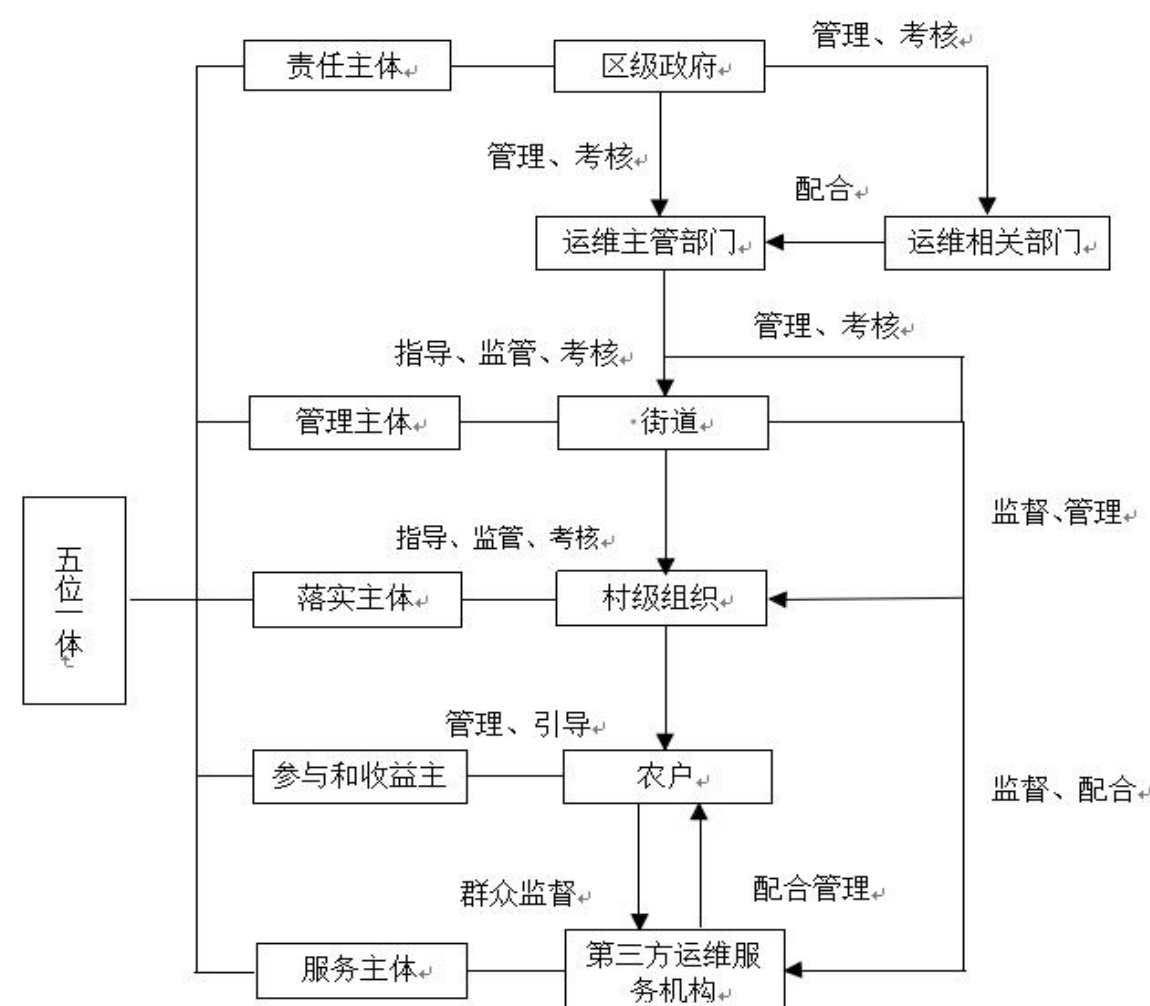 管理、考核
责任主体
区级政府
管理、考核
配合
运维主管部门
运维相关部门
管理、考核
指导、监管、考核
管理主体
街道
监督、管理
五位一体
指导、监管、考核
落实主体
村级组织
管理、引导
参与和收益主
农户
监督、配合
群众监督
配合管理
服务主体
第三方运维服
务机构